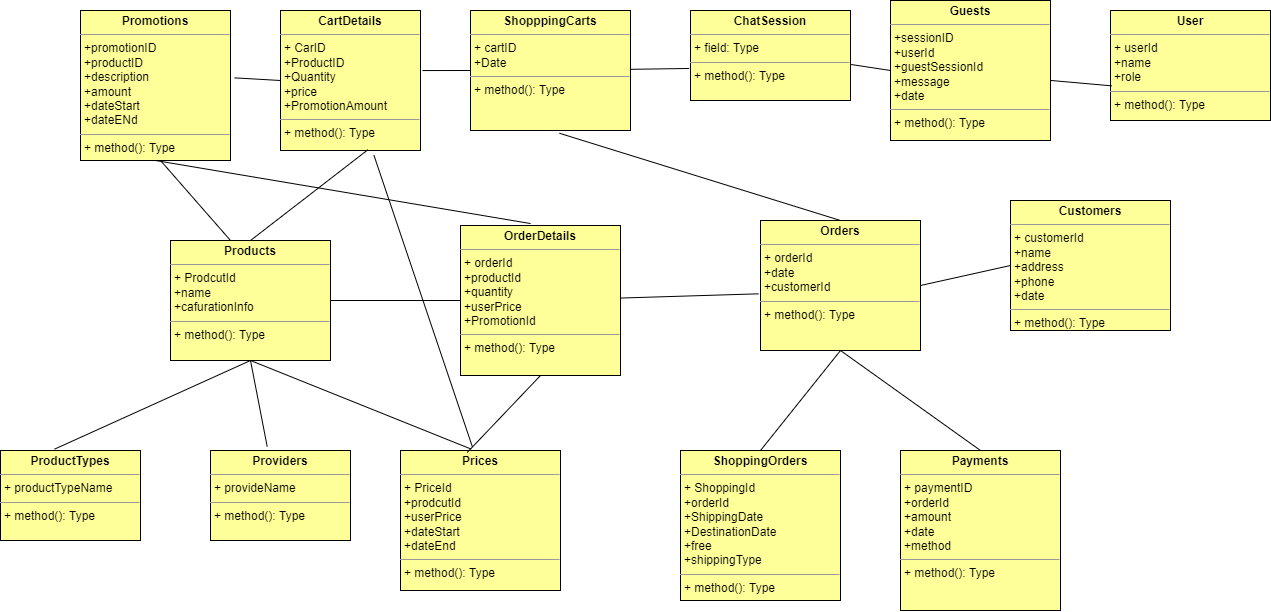 Promotions
+promotionID
+productID
+description
+amount
+dateStart
+dateENd
+ method(): Type
CartDetails
+ CarID
+ProductID
+Quantity
+price
+PromotionAmount
+ method(): Type
ShopppingCarts
+ cartID
+Date
+ method(): Type
ChatSession
+ field: Type
+ method(): Type
Guests
+sessionID
+userId
+guestSessionId
+message
+date
+ method(): Type
User
+ userId
+name
+role
+ method(): Type
Products
+ ProdcutId
+name
+cafurationInfo
+ method(): Type
OrderDetails
+ orderId
+productId
+quantity
+userPrice
+PromotionId
+ method(): Type
Orders
+ orderId
+date
+customerId
+ method(): Type
Customers
+ customerId
+name
+address
+phone
+date
+ method(): Type
ProductTypes
+ productTypeName
+ method(): Type
Providers
+ provideName
+ method(): Type
Prices
+ PriceId
+prodcutId
+userPrice
+dateStart
+dateEnd
+ method(): Type
ShoppingOrders
+ ShoppingId
+orderId
+ShippingDate
+DestinationDate
+free
+shippingType
+ method(): Type
Payments
+ paymentID
+orderId
+amount
+date
+method
+ method(): Type